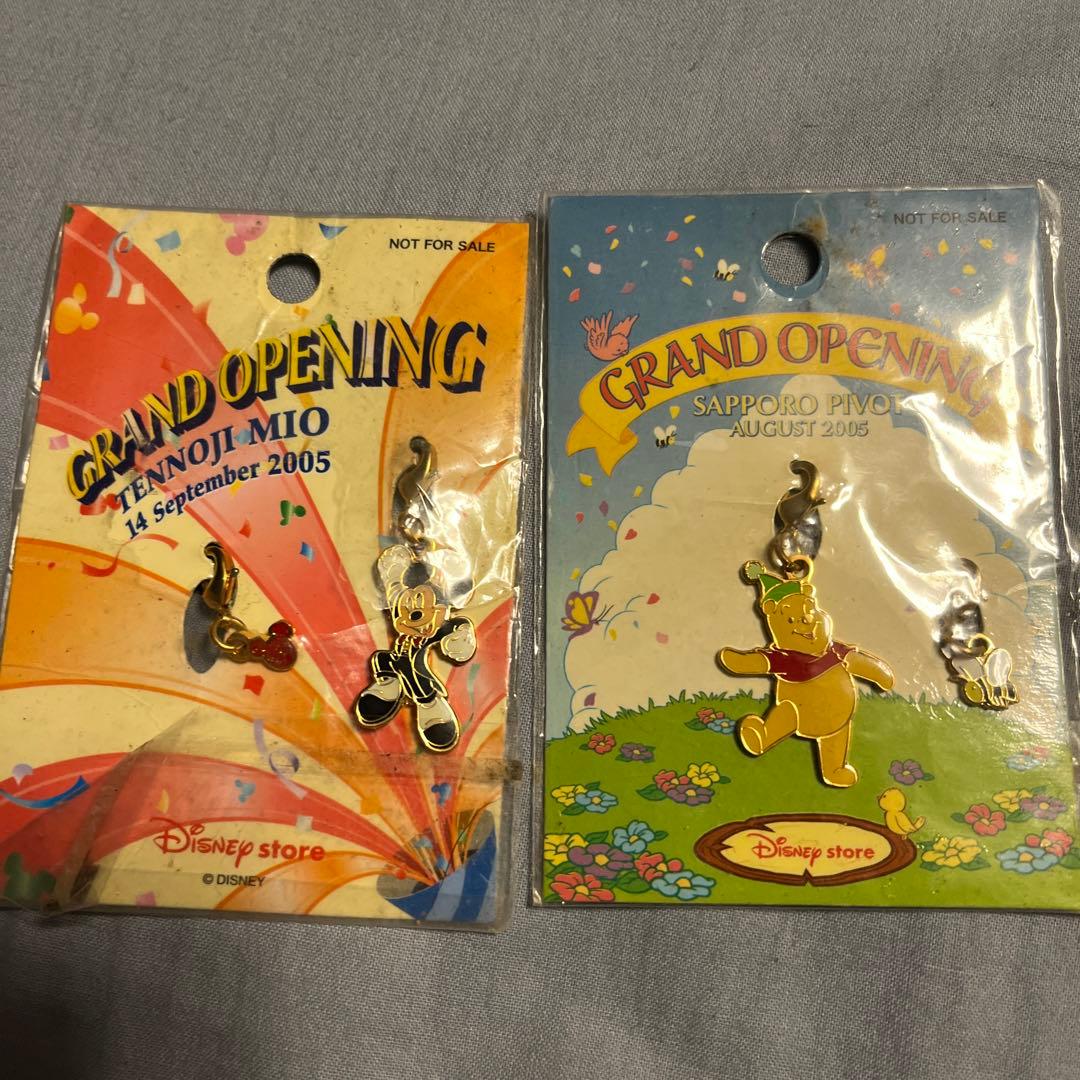 NOT FOR SALE
GRAND OPENING
TENNOJI MIO
14 September 2005
Disney store
© DISNEY
NOT FOR SALE
GRAND OPENING
SAPPORO PIVOT
AUGUST 2005
Disney store